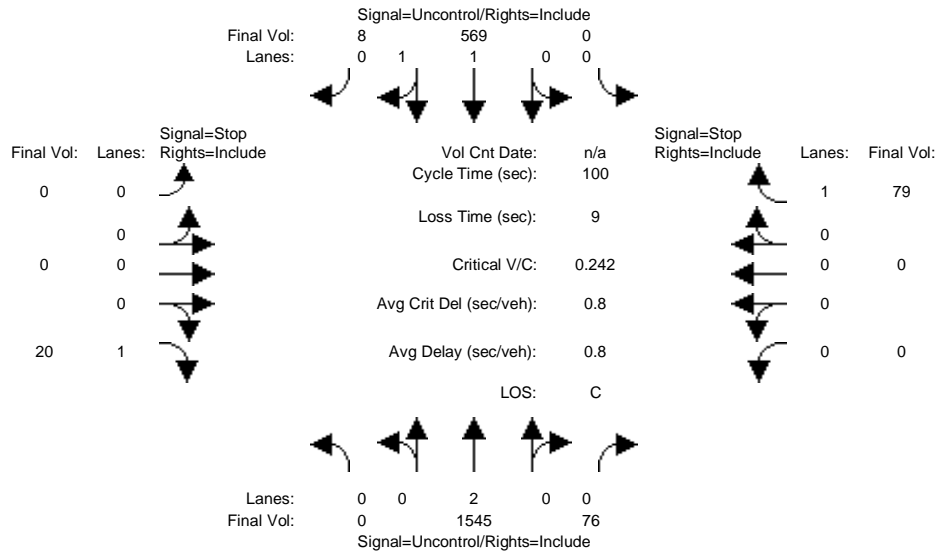 Signal=Uncontrol/Rights=Include
Final Vol: 8 569 0
Lanes: 0 1 1 0 0
Signal=Stop Signal=Stop
Final Vol: Lanes: Rights=Include Vol Cnt Date: n/a Rights=Include Lanes: Final Vol:
Cycle Time (sec): 100
0 0 1 79
Loss Time (sec): 9
0 0
0 0 Critical V/C: 0.242 0 0
0 Avg Crit Del (sec/veh): 0.8 0
20 1 Avg Delay (sec/veh): 0.8 0 0
LOS: C
Lanes: 0 0 2 0 0
Final Vol: 0 1545 76
Signal=Uncontrol/Rights=Include